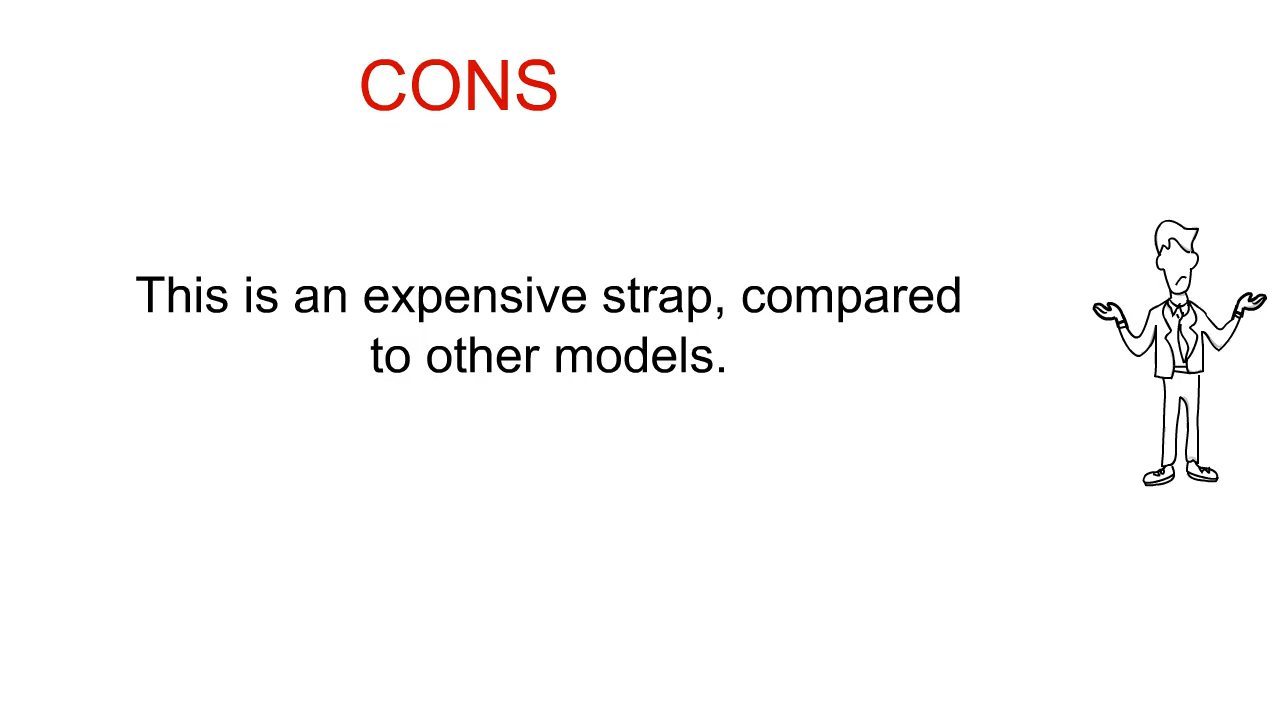 CONS
This is an expensive strap, compared
to other models.